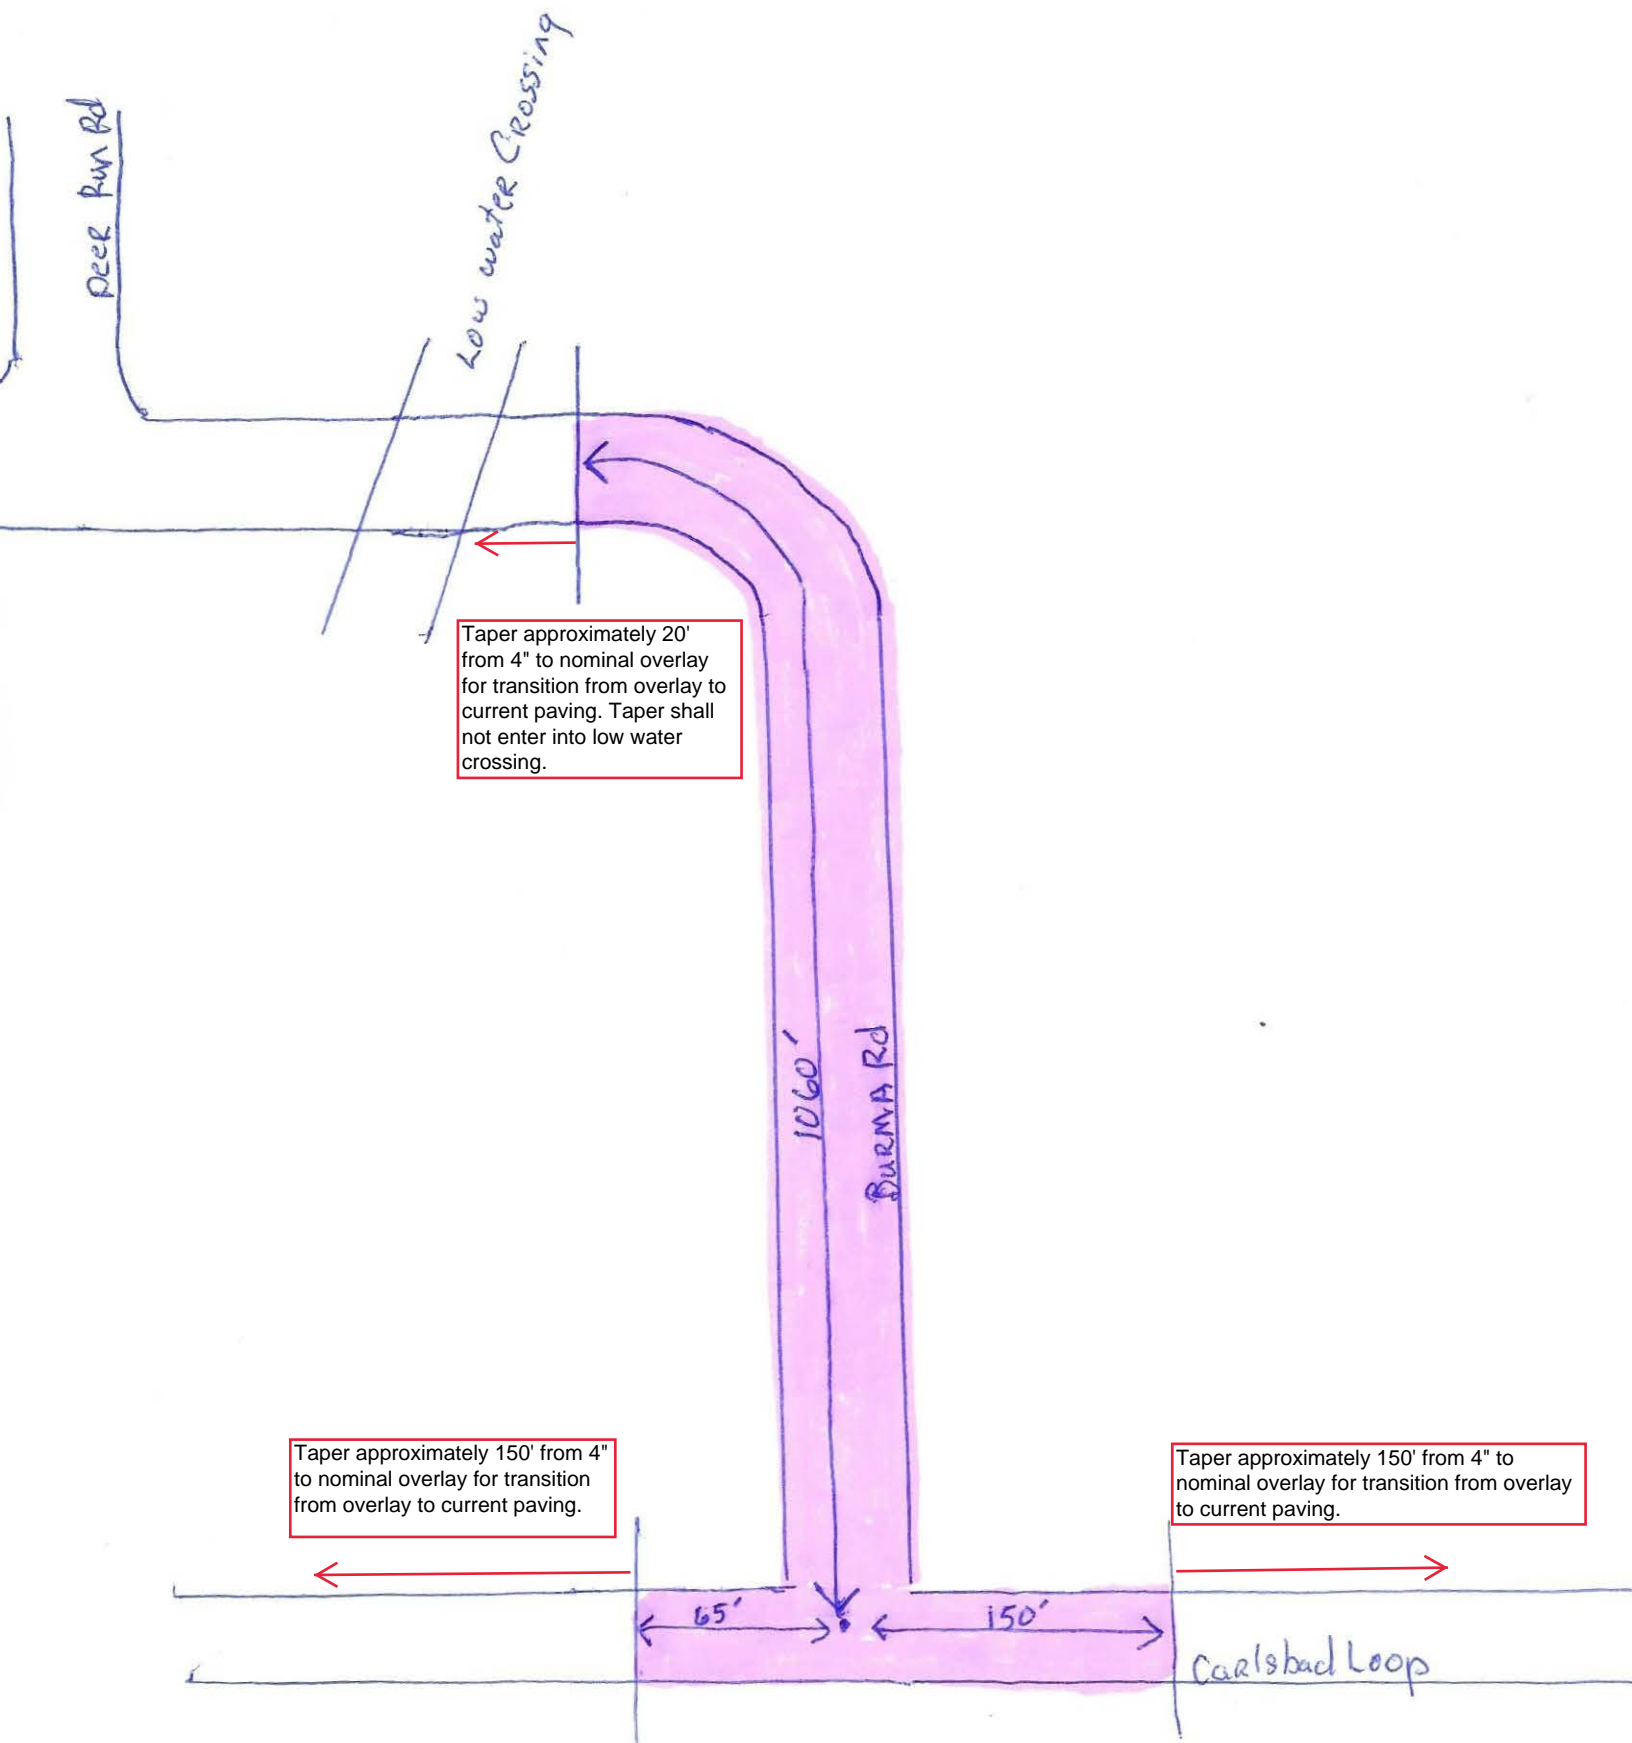 Low water Crossing
Deer Run Rd
Taper approximately 20'
from 4" to nominal overlay
for transition from overlay to
current paving. Taper shall
not enter into low water
crossing.
1060'
Burma Rd
Taper approximately 150' from 4"
to nominal overlay for transition
from overlay to current paving.
Taper approximately 150' from 4" to
nominal overlay for transition from overlay
to current paving.
65'
150'
Carlsbad Loop